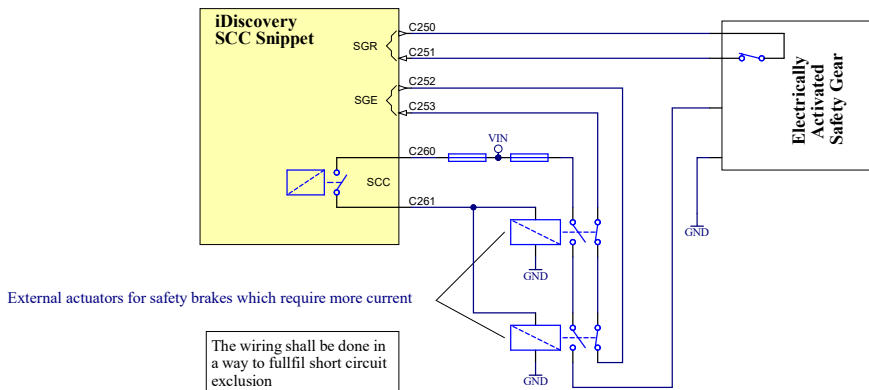 iDiscovery
SCC Snippet
SGR
C250
C251
SGE
C252
C253
VIN
C260
SCC
C261
GND
GND
GND
Electrically
Activated
Safety Gear
External actuators for safety brakes which require more current
The wiring shall be done in
a way to fullfil short circuit
exclusion